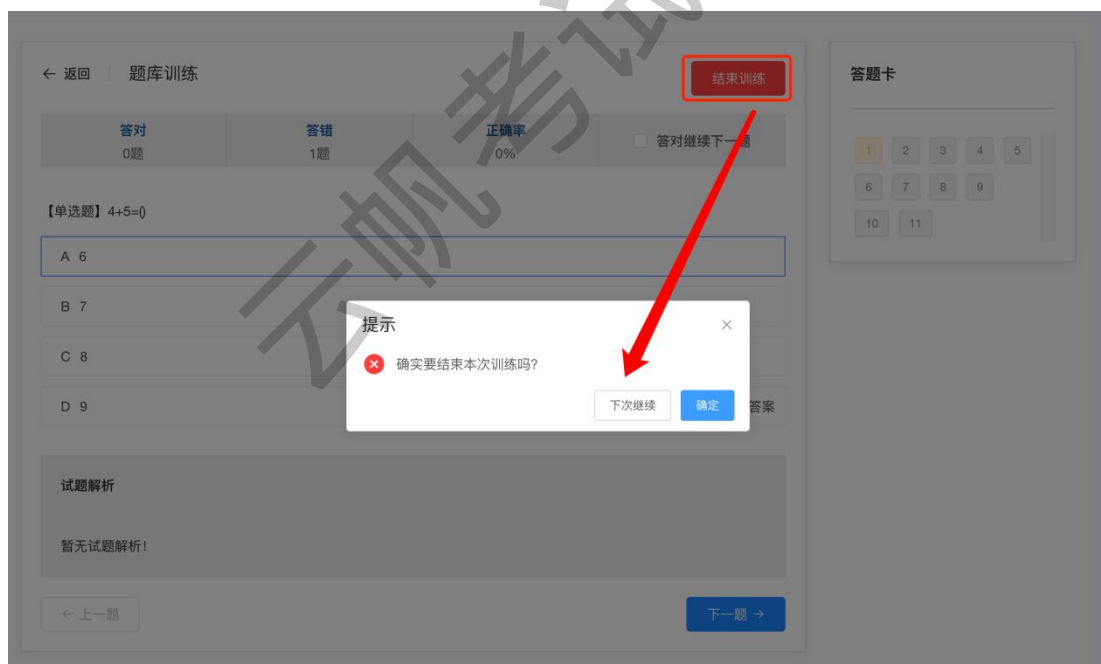 ← 返回 题库训练
结束训练
答对 答错 正确率
0题 1题 0%
答对继续下一题
【单选题】4+5=()
A 6
B 7
C 8
D 9
答案
提示
确实要结束本次训练吗?
下次继续 确定
试题解析
暂无试题解析!
← 上一题
下一题 →
答题卡
1 2 3 4 5
6 7 8 9
10 11
云帆考试